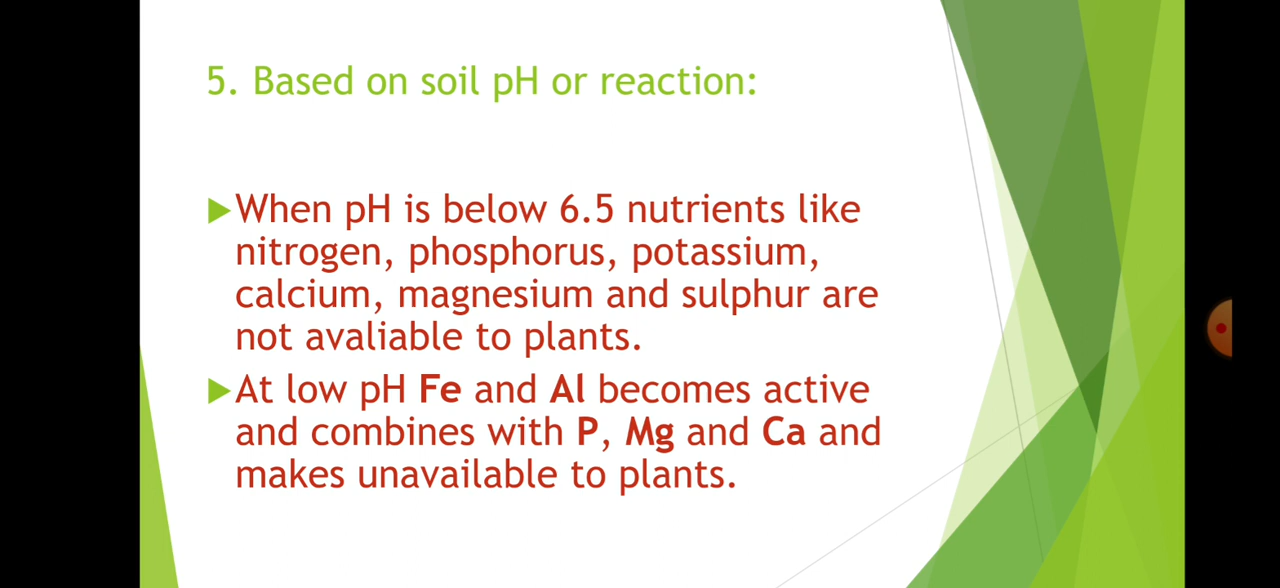 5. Based on soil pH or reaction:
When pH is below 6.5 nutrients like
nitrogen, phosphorus, potassium,
calcium, magnesium and sulphur are
not avaliable to plants.
At low pH Fe and Al becomes active
and combines with P, Mg and Ca and
makes unavailable to plants.